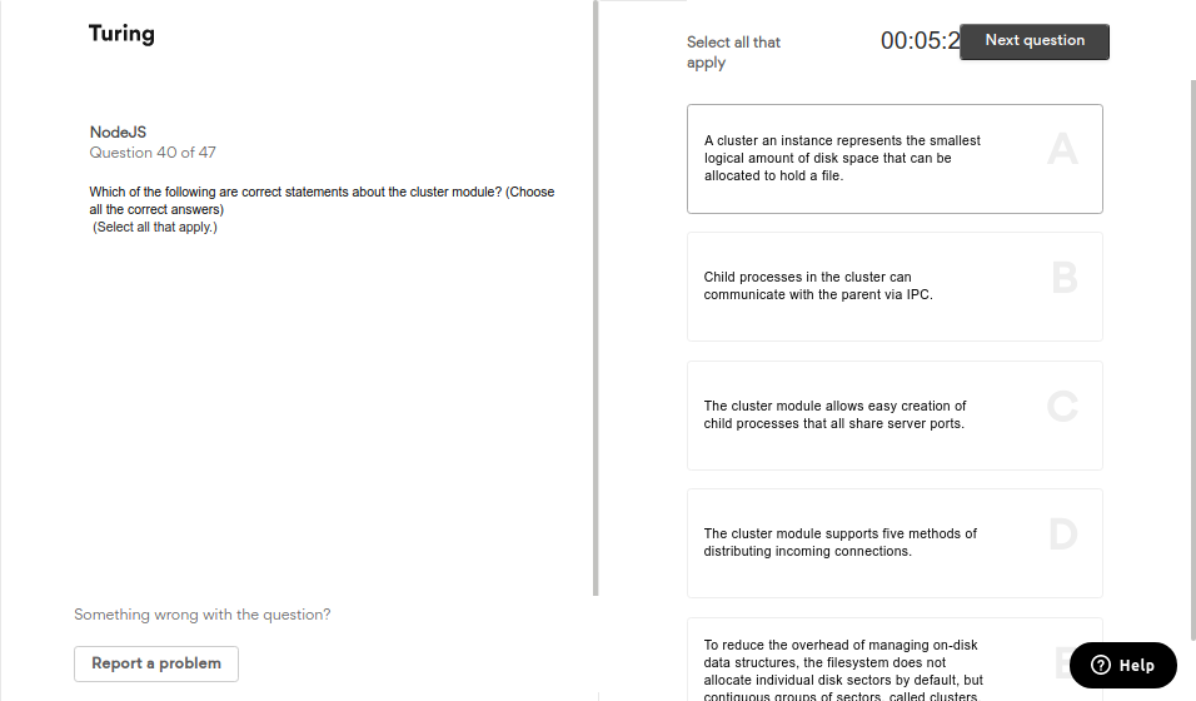 Turing
NodeJS
Question 40 of 47
Which of the following are correct statements about the cluster module? (Choose
all the correct answers)
(Select all that apply.)
Something wrong with the question?
Report a problem
Select all that
apply
00:05:2
Next question
A cluster an instance represents the smallest
logical amount of disk space that can be
allocated to hold a file.
A
Child processes in the cluster can
communicate with the parent via IPC.
B
The cluster module allows easy creation of
child processes that all share server ports.
C
The cluster module supports five methods of
distributing incoming connections.
D
To reduce the overhead of managing on-disk
data structures, the filesystem does not
allocate individual disk sectors by default, but
contiguous groups of sectors, called clusters.
E
Help